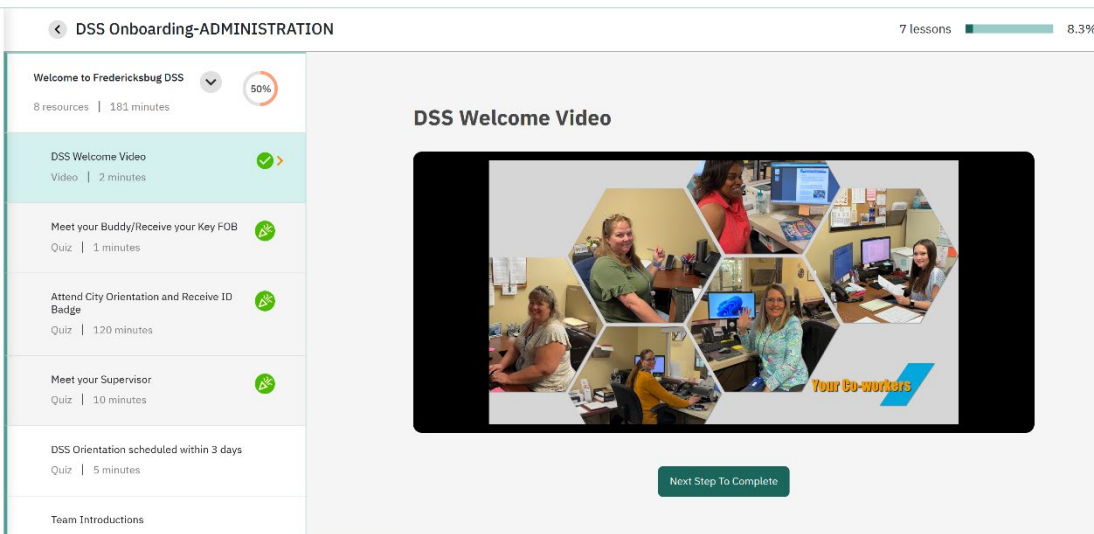 DSS Onboarding-ADMINISTRATION
7 lessons
8.3%
Welcome to Fredericksbug DSS
50%
8 resources | 181 minutes
DSS Welcome Video
Video | 2 minutes
Meet your Buddy/Receive your Key FOB
Quiz | 1 minutes
Attend City Orientation and Receive ID
Badge
Quiz | 120 minutes
Meet your Supervisor
Quiz | 10 minutes
DSS Orientation scheduled within 3 days
Quiz | 5 minutes
Team Introductions
DSS Welcome Video
Your Co-workers
Next Step To Complete